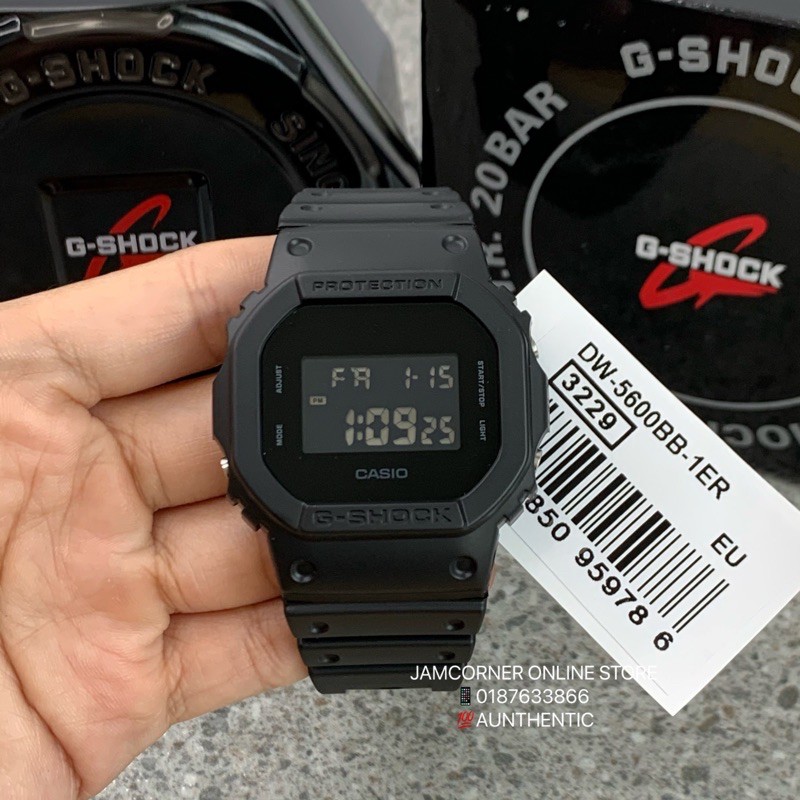 G-SHOCK
G-SHOCK
G-SHOCK
20BAR
G-SHOCK
PROTECTION
ADJUST
START/STOP
FR 1-15
PM
1:09 25
MODE
LIGHT
CASIO
G-SHOCK
DW-5600BB-1ER
3229
EU
850 95978 6
JAMCORNER ONLINE STORE
📱0187633866
💯AUNTHENTIC